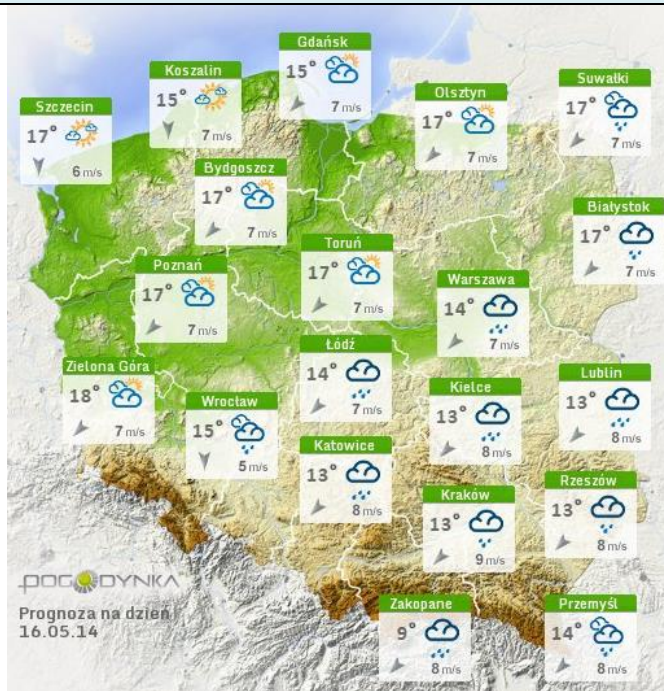 Gdańsk
15°
7 m/s
Koszalin
15°
7 m/s
Szczecin
17°
6 m/s
Olsztyn
17°
7 m/s
Suwałki
17°
7 m/s
Bydgoszcz
17°
7 m/s
Białystok
17°
7 m/s
Toruń
17°
7 m/s
Poznań
17°
7 m/s
Warszawa
14°
7 m/s
Łódź
14°
7 m/s
Zielona Góra
18°
7 m/s
Wrocław
15°
5 m/s
Kielce
13°
8 m/s
Lublin
13°
8 m/s
Katowice
13°
8 m/s
Kraków
13°
9 m/s
Rzeszów
13°
8 m/s
Zakopane
9°
8 m/s
Przemyśl
14°
8 m/s
POGODYNKA
Prognoza na dzień
16.05.14